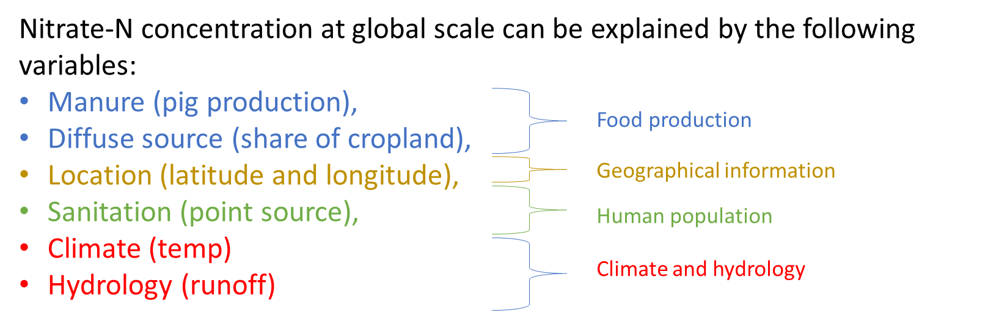 Nitrate-N concentration at global scale can be explained by the following
variables:
• Manure (pig production),
• Diffuse source (share of cropland),
• Location (latitude and longitude),
• Sanitation (point source),
• Climate (temp)
• Hydrology (runoff)
Food production
Geographical information
Human population
Climate and hydrology